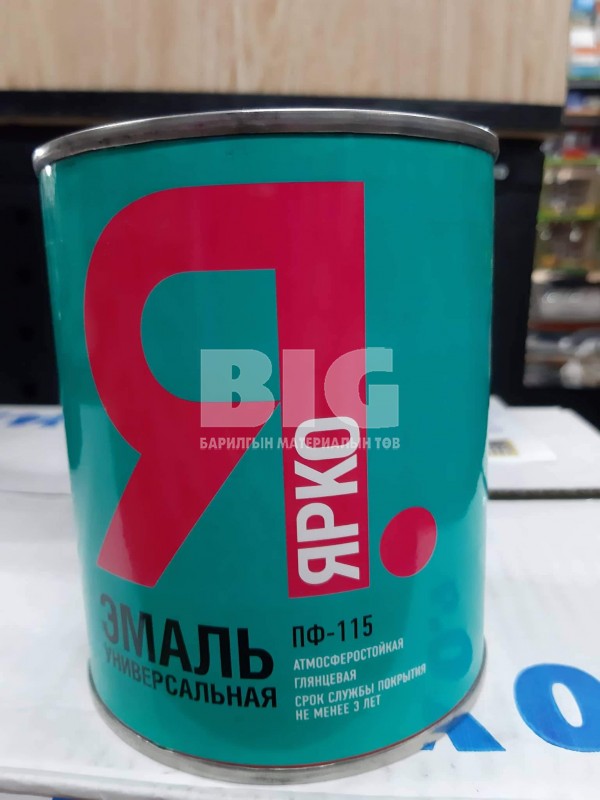 Я.
BIG
БАРИЛГЫН МАТЕРИАЛЫН ТӨВ
ЯРКО
ЭМАЛЬ
УНИВЕРСАЛЬНАЯ
ПФ-115
АТМОСФЕРОСТОЙКАЯ
ГЛЯНЦЕВАЯ
СРОК СЛУЖБЫ ПОКРЫТИЯ
НЕ МЕНЕЕ 3 ЛЕТ